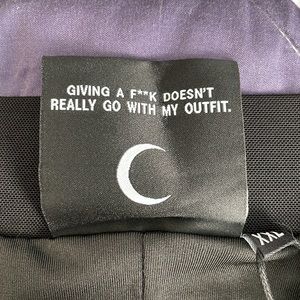 GIVING A F**K DOESN'T
REALLY GO WITH MY OUTFIT.
XXL